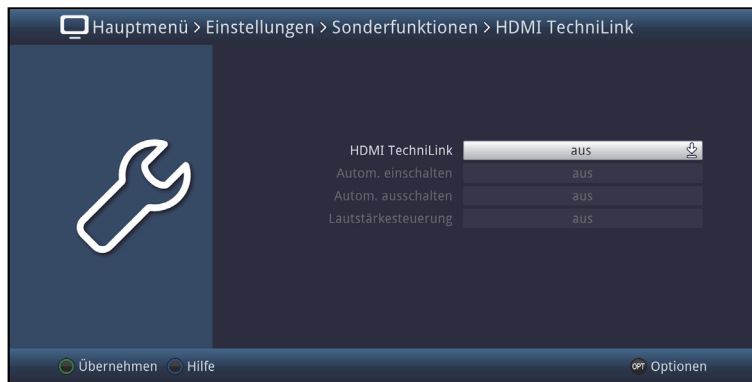 Hauptmenü > Einstellungen > Sonderfunktionen > HDMI TechniLink
HDMI TechniLink aus
Autom. einschalten aus
Autom. ausschalten aus
Lautstärkesteuerung aus
Übernehmen Hilfe OPT Optionen